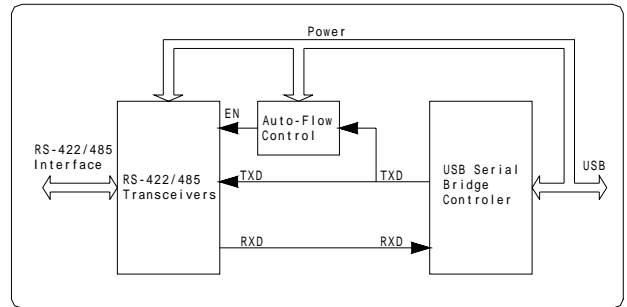 Power
EN
Auto-Flow
Control
RS-422/485
Interface
RS-422/485
Transceivers
TXD
TXD
USB Serial
Bridge
Controler
USB
RXD
RXD